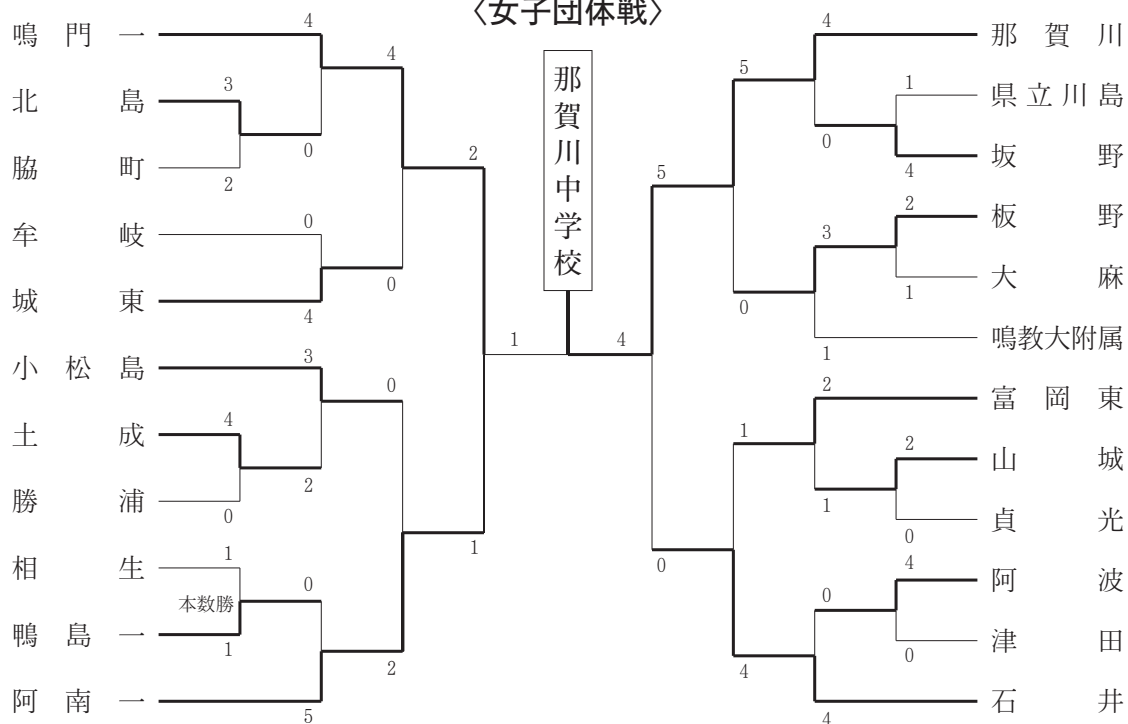 〈女子団体戦〉
那賀川中学校
鳴門一
北島
脇町
牟岐
城東
小松島
土成
勝浦
相生
鴨島一
阿南一
4
3
2
0
4
0
4
0
2
3
4
0
2
0
1
本数勝
1
0
5
2
1
1
4
那賀川
県立川島
坂野
板野
大麻
鳴教大附属
富岡東
山城
貞光
阿波
津田
石井
4
1
4
0
5
2
1
3
1
0
5
2
2
0
1
1
4
0
0
4
4
0